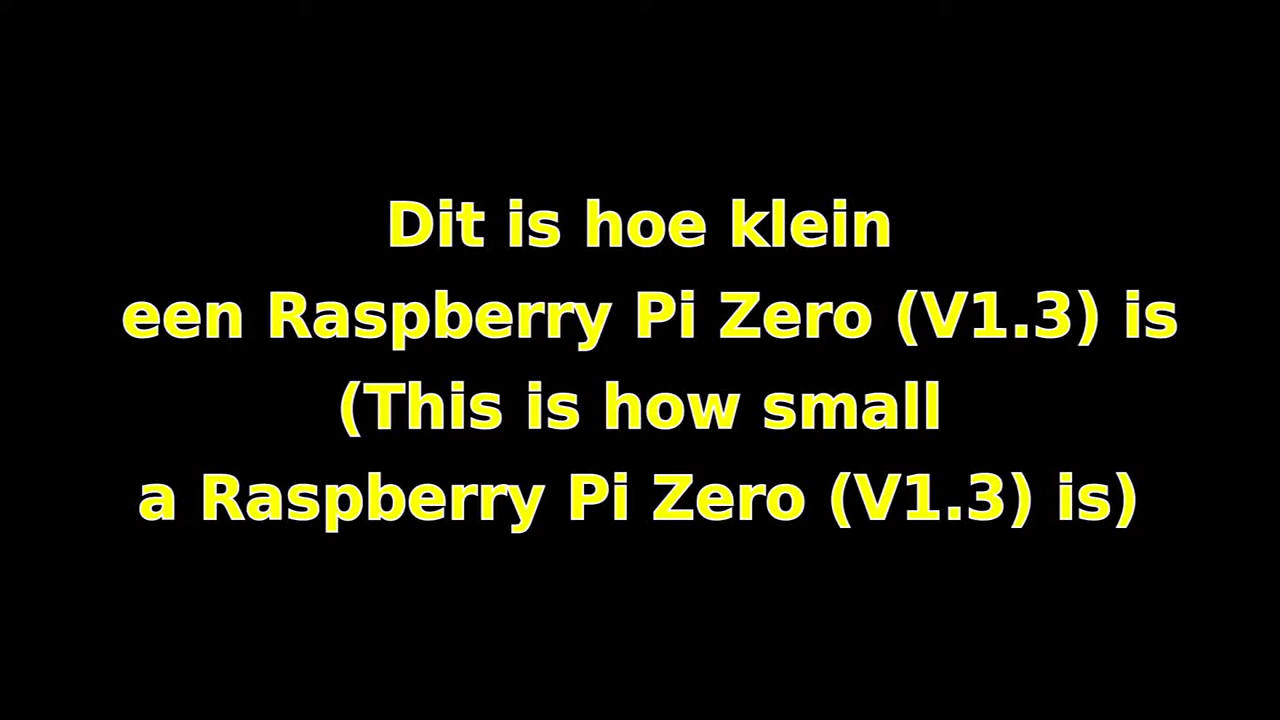 Dit is hoe klein
een Raspberry Pi Zero (V1.3) is
(This is how small
a Raspberry Pi Zero (V1.3) is)